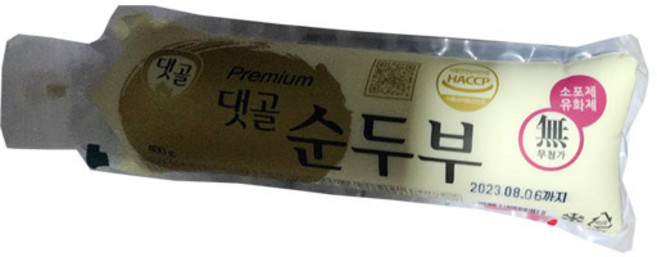 댓골
Premium
댓골
순두부
400g
HACCP
소포제
유화제
無
무첨가
2023.08.06까지